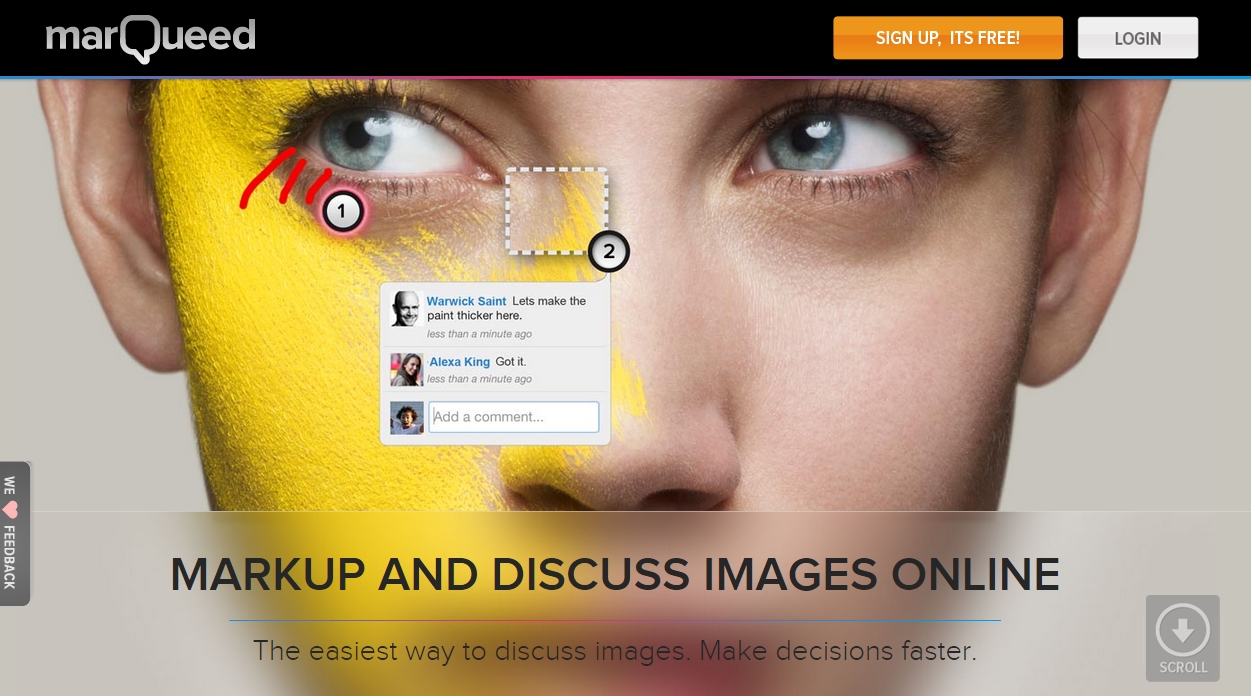 marQueed
SIGN UP, ITS FREE!
LOGIN
1
2
Warwick Saint Lets make the
paint thicker here.
less than a minute ago
Alexa King Got it.
less than a minute ago
Add a comment...
WE FEEDBACK
MARKUP AND DISCUSS IMAGES ONLINE
The easiest way to discuss images. Make decisions faster.
SCROLL